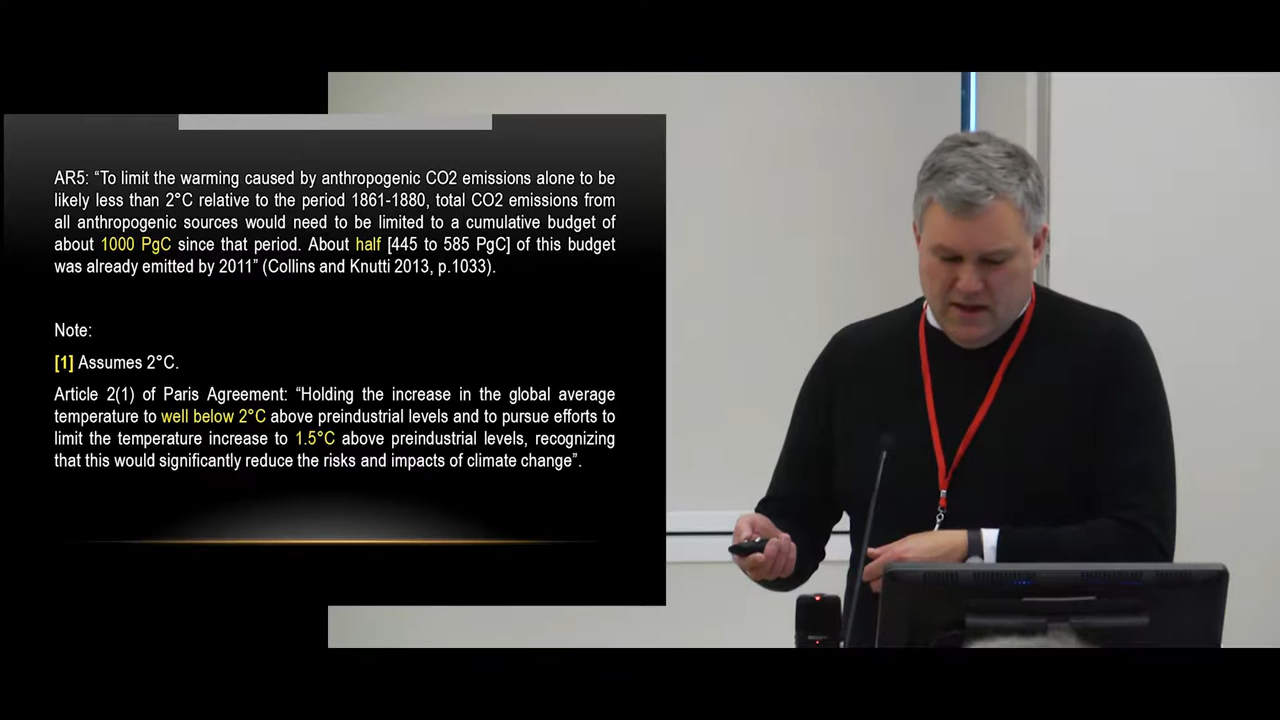 AR5: “To limit the warming caused by anthropogenic CO2 emissions alone to be
likely less than 2°C relative to the period 1861-1880, total CO2 emissions from
all anthropogenic sources would need to be limited to a cumulative budget of
about 1000 PgC since that period. About half [445 to 585 PgC] of this budget
was already emitted by 2011” (Collins and Knutti 2013, p.1033).
Note:
[1] Assumes 2°C.
Article 2(1) of Paris Agreement: “Holding the increase in the global average
temperature to well below 2°C above preindustrial levels and to pursue efforts to
limit the temperature increase to 1.5°C above preindustrial levels, recognizing
that this would significantly reduce the risks and impacts of climate change”.